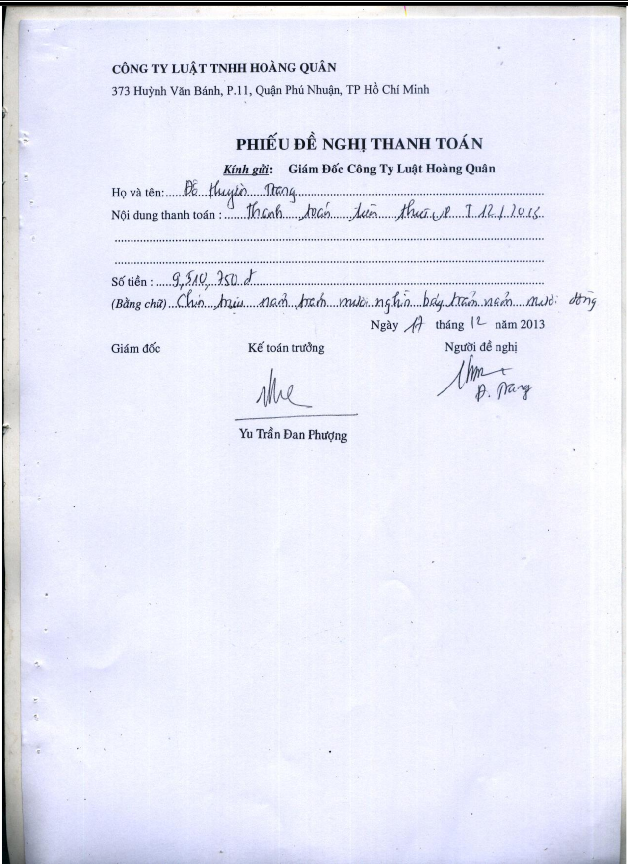 CÔNG TY LUẬT TNHH HOÀNG QUÂN
373 Huỳnh Văn Bánh, P.11, Quận Phú Nhuận, TP Hồ Chí Minh
PHIẾU ĐỀ NGHỊ THANH TOÁN
Kính gửi: Giám Đốc Công Ty Luật Hoàng Quân
Họ và tên: Đỗ Huyền Trang
Nội dung thanh toán : Thanh toán tiền T 12/2013
Số tiền : 9,510,750 đ
(Bằng chữ) Chín triệu năm trăm mười nghìn bảy trăm năm mươi đồng
Ngày 17 tháng 12 năm 2013
Giám đốc Kế toán trưởng Người đề nghị
Đ. Trang
Yu Trần Đan Phượng